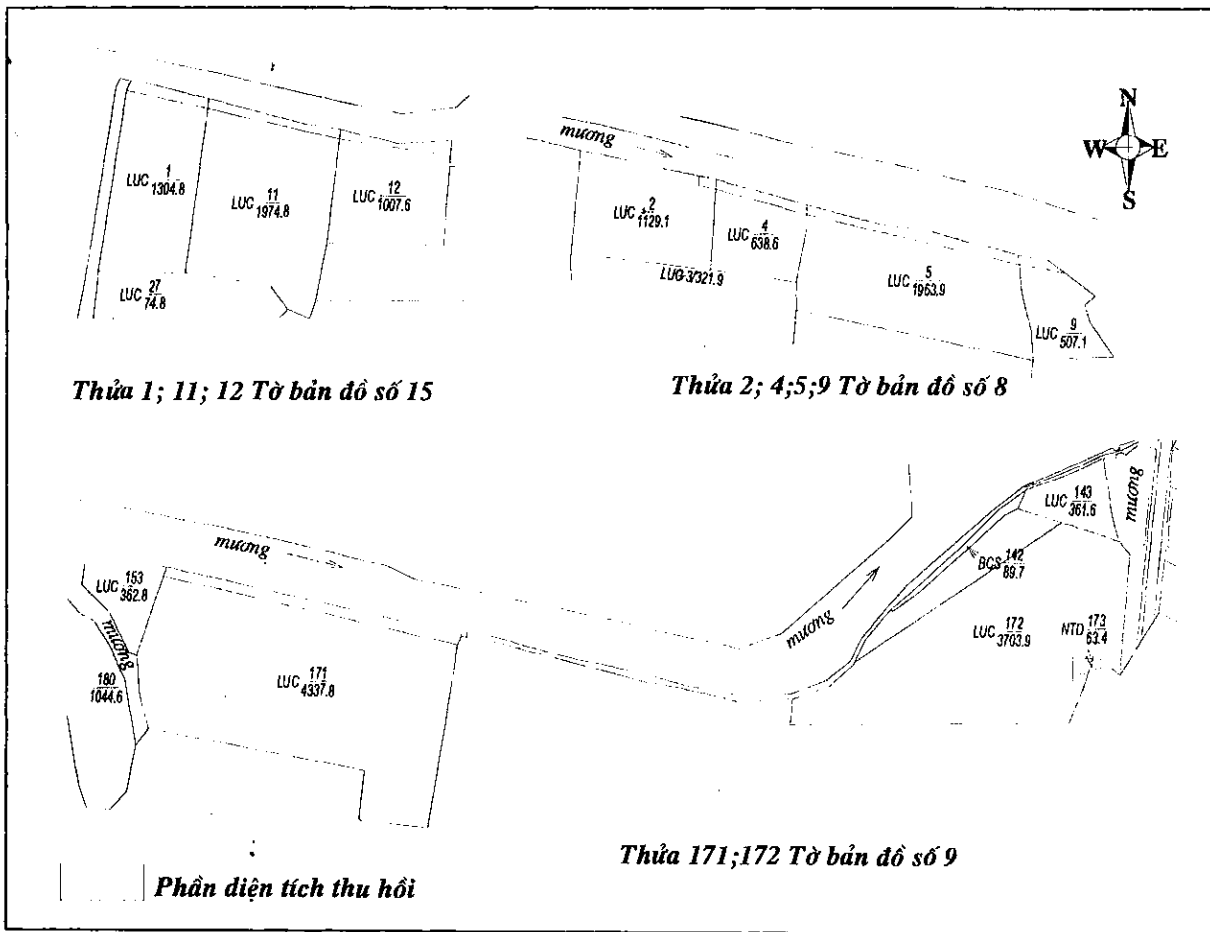 N
W E
S
mương
LUC 1
1304.8
LUC 11
1974.8
LUC 12
1007.6
LUC 27
74.8
mương
LUC 2
1129.1
LUC 4
638.6
LUC 5
1963.9
LUC 9
507.1
LUC 3/321.9
Thửa 1; 11; 12 Tờ bản đồ số 15
Thửa 2; 4;5;9 Tờ bản đồ số 8
mương
LUC 153
362.8
mương
180
1044.6
LUC 171
4337.8
mương
LUC 143
361.6
mương
BCS 142
89.7
LUC 172
3703.9
NTD 173
63.4
Thửa 171;172 Tờ bản đồ số 9
Phần diện tích thu hồi